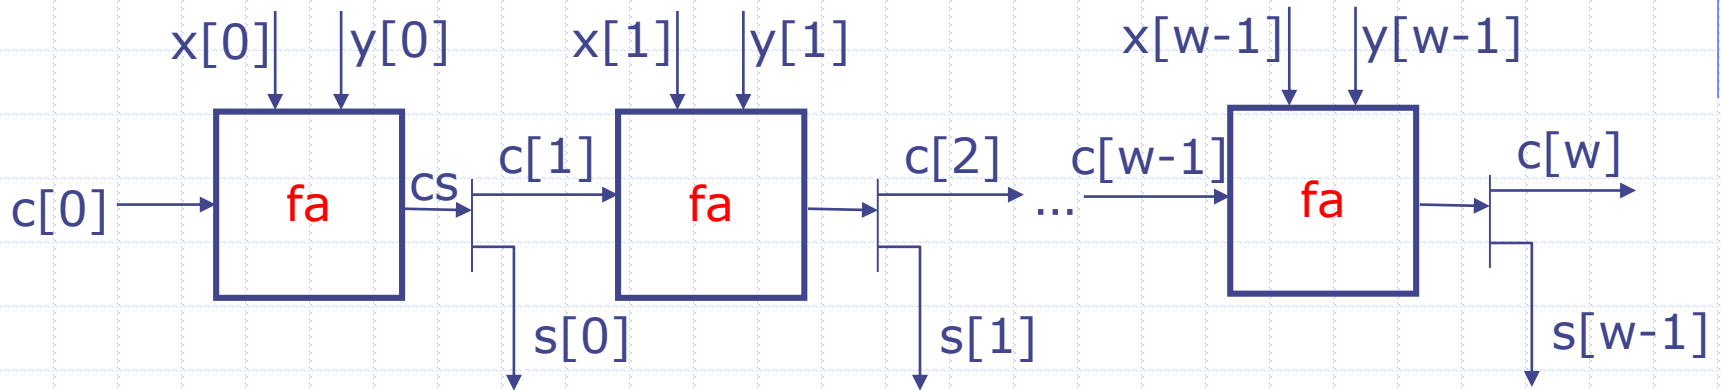 x[0] y[0] x[1] y[1] x[w-1] y[w-1]
c[0] fa cs c[1] fa c[2] ... c[w-1] fa c[w]
s[0] s[1] s[w-1]